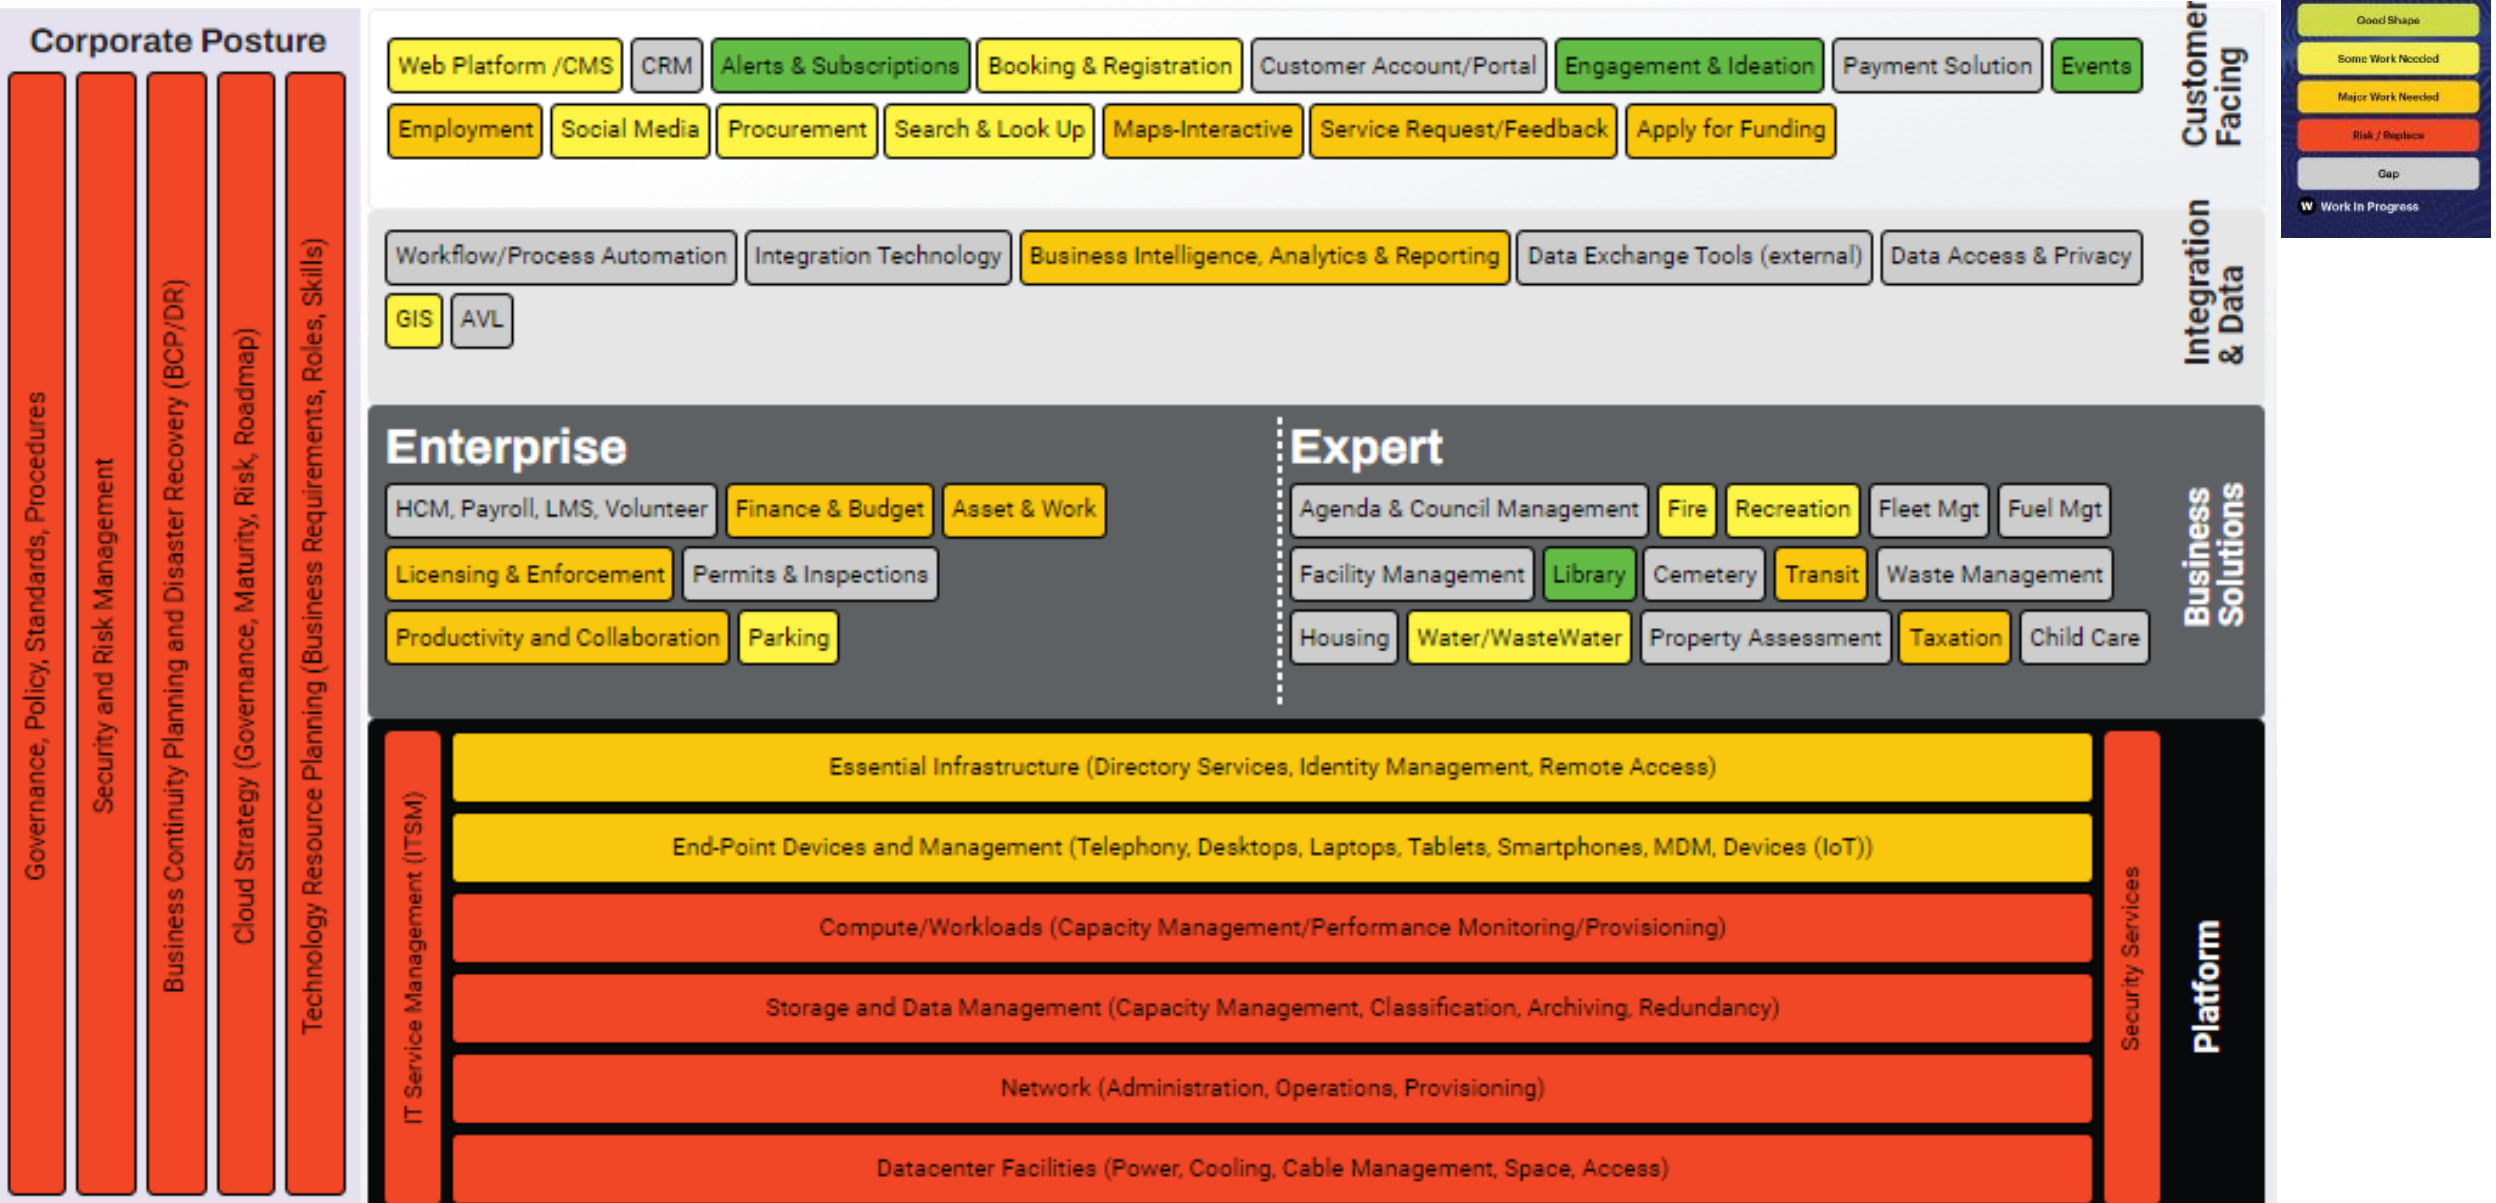 Corporate Posture
Governance, Policy, Standards, Procedures
Security and Risk Management
Business Continuity Planning and Disaster Recovery (BCP/DR)
Cloud Strategy (Governance, Maturity, Risk, Roadmap)
Technology Resource Planning (Business Requirements, Roles, Skills)
Web Platform /CMS
CRM
Alerts & Subscriptions
Booking & Registration
Customer Account/Portal
Engagement & Ideation
Payment Solution
Events
Employment
Social Media
Procurement
Search & Look Up
Maps-Interactive
Service Request/Feedback
Apply for Funding
Customer
Facing
Workflow/Process Automation
Integration Technology
Business Intelligence, Analytics & Reporting
Data Exchange Tools (external)
Data Access & Privacy
GIS
AVL
Integration
& Data
Enterprise
HCM, Payroll, LMS, Volunteer
Finance & Budget
Asset & Work
Licensing & Enforcement
Permits & Inspections
Productivity and Collaboration
Parking
Expert
Agenda & Council Management
Fire
Recreation
Fleet Mgt
Fuel Mgt
Facility Management
Library
Cemetery
Transit
Waste Management
Housing
Water/WasteWater
Property Assessment
Taxation
Child Care
Business
Solutions
IT Service Management (ITSM)
Essential Infrastructure (Directory Services, Identity Management, Remote Access)
End-Point Devices and Management (Telephony, Desktops, Laptops, Tablets, Smartphones, MDM, Devices (IoT))
Compute/Workloads (Capacity Management/Performance Monitoring/Provisioning)
Storage and Data Management (Capacity Management, Classification, Archiving, Redundancy)
Network (Administration, Operations, Provisioning)
Datacenter Facilities (Power, Cooling, Cable Management, Space, Access)
Security Services
Platform
Good Shape
Some Work Needed
Major Work Needed
Risk / Replace
Gap
W Work In Progress